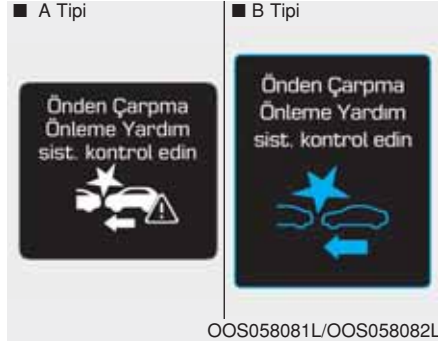 ■ A Tipi
Önden Çarpma
Önleme Yardım
sist. kontrol edin
■ B Tipi
Önden Çarpma
Önleme Yardım
sist. kontrol edin
OOS058081L/OOS058082L